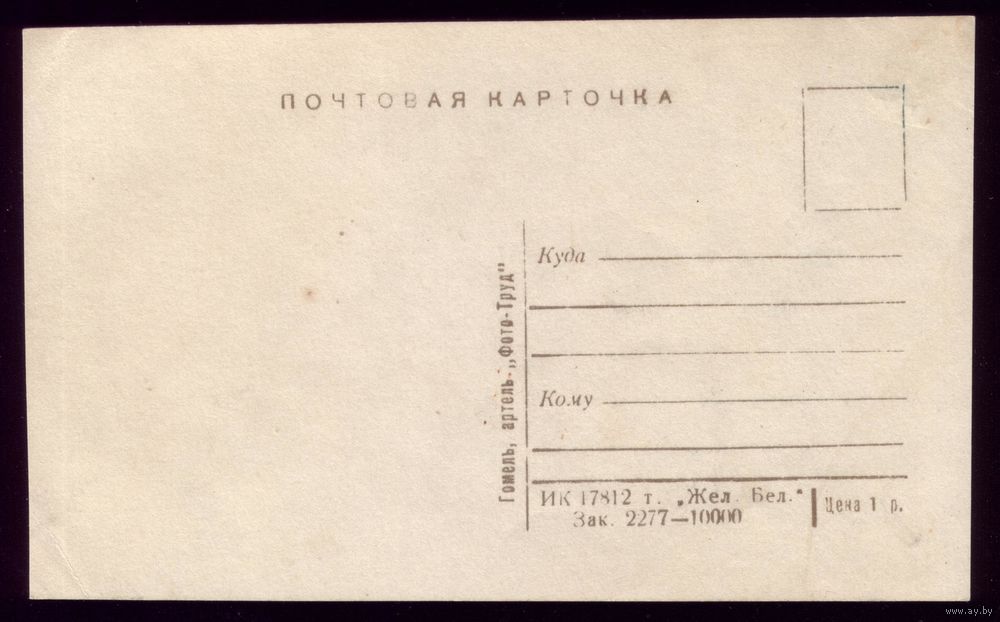 ПОЧТОВАЯ КАРТОЧКА
Куда
Кому
Гомель, артель „Фото-Труд"
ИК 17812 т. „Жел. Бел."
Зак. 2277—10000
Цена 1 р.
www.ay.by